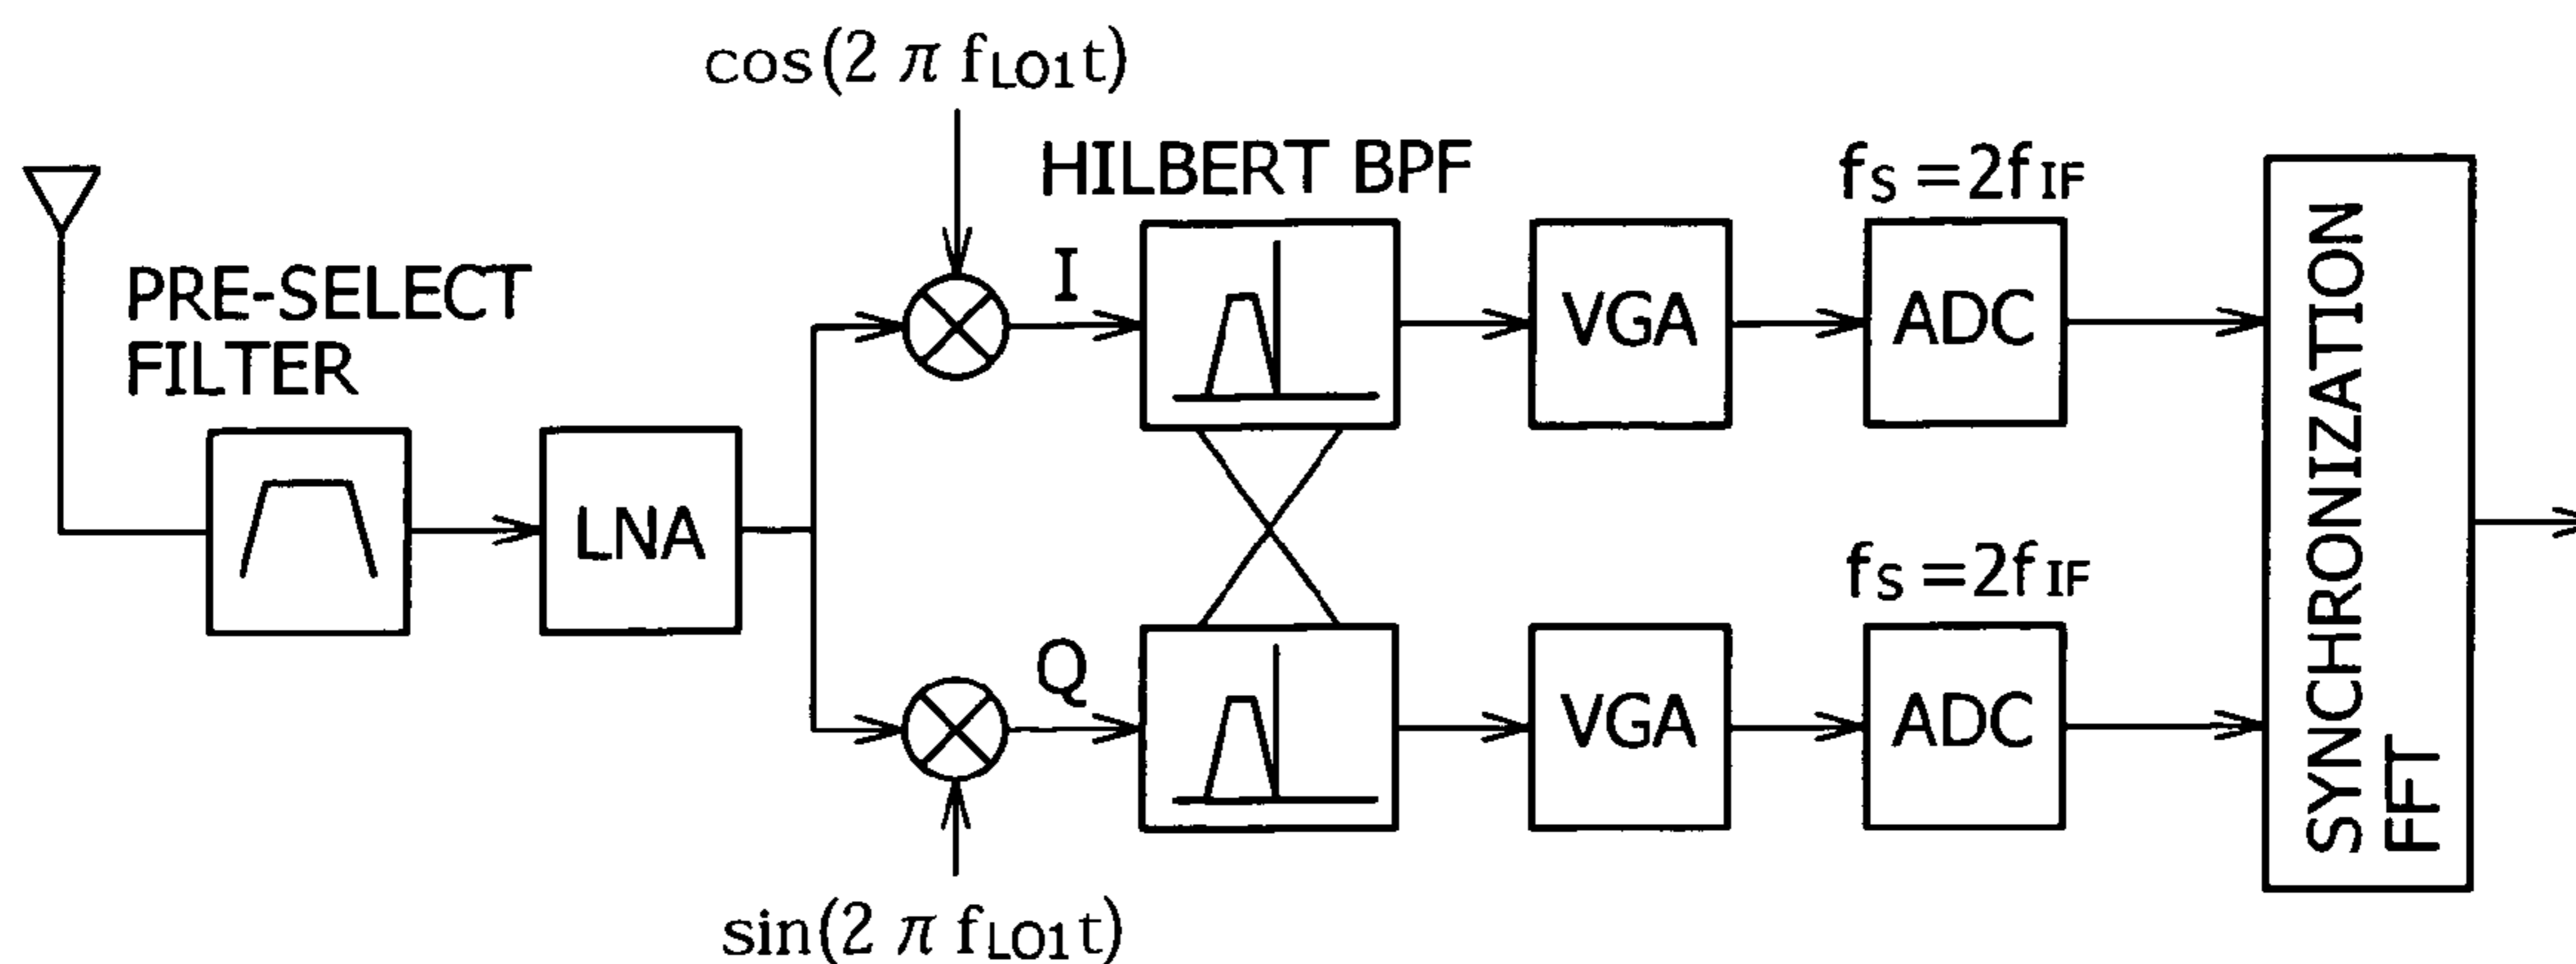 cos(2 π fLO1t)
HILBERT BPF
fS =2fIF
PRE-SELECT
FILTER
I
VGA
ADC
LNA
fS =2fIF
Q
VGA
ADC
sin(2 π fLO1t)
SYNCHRONIZATION
FFT